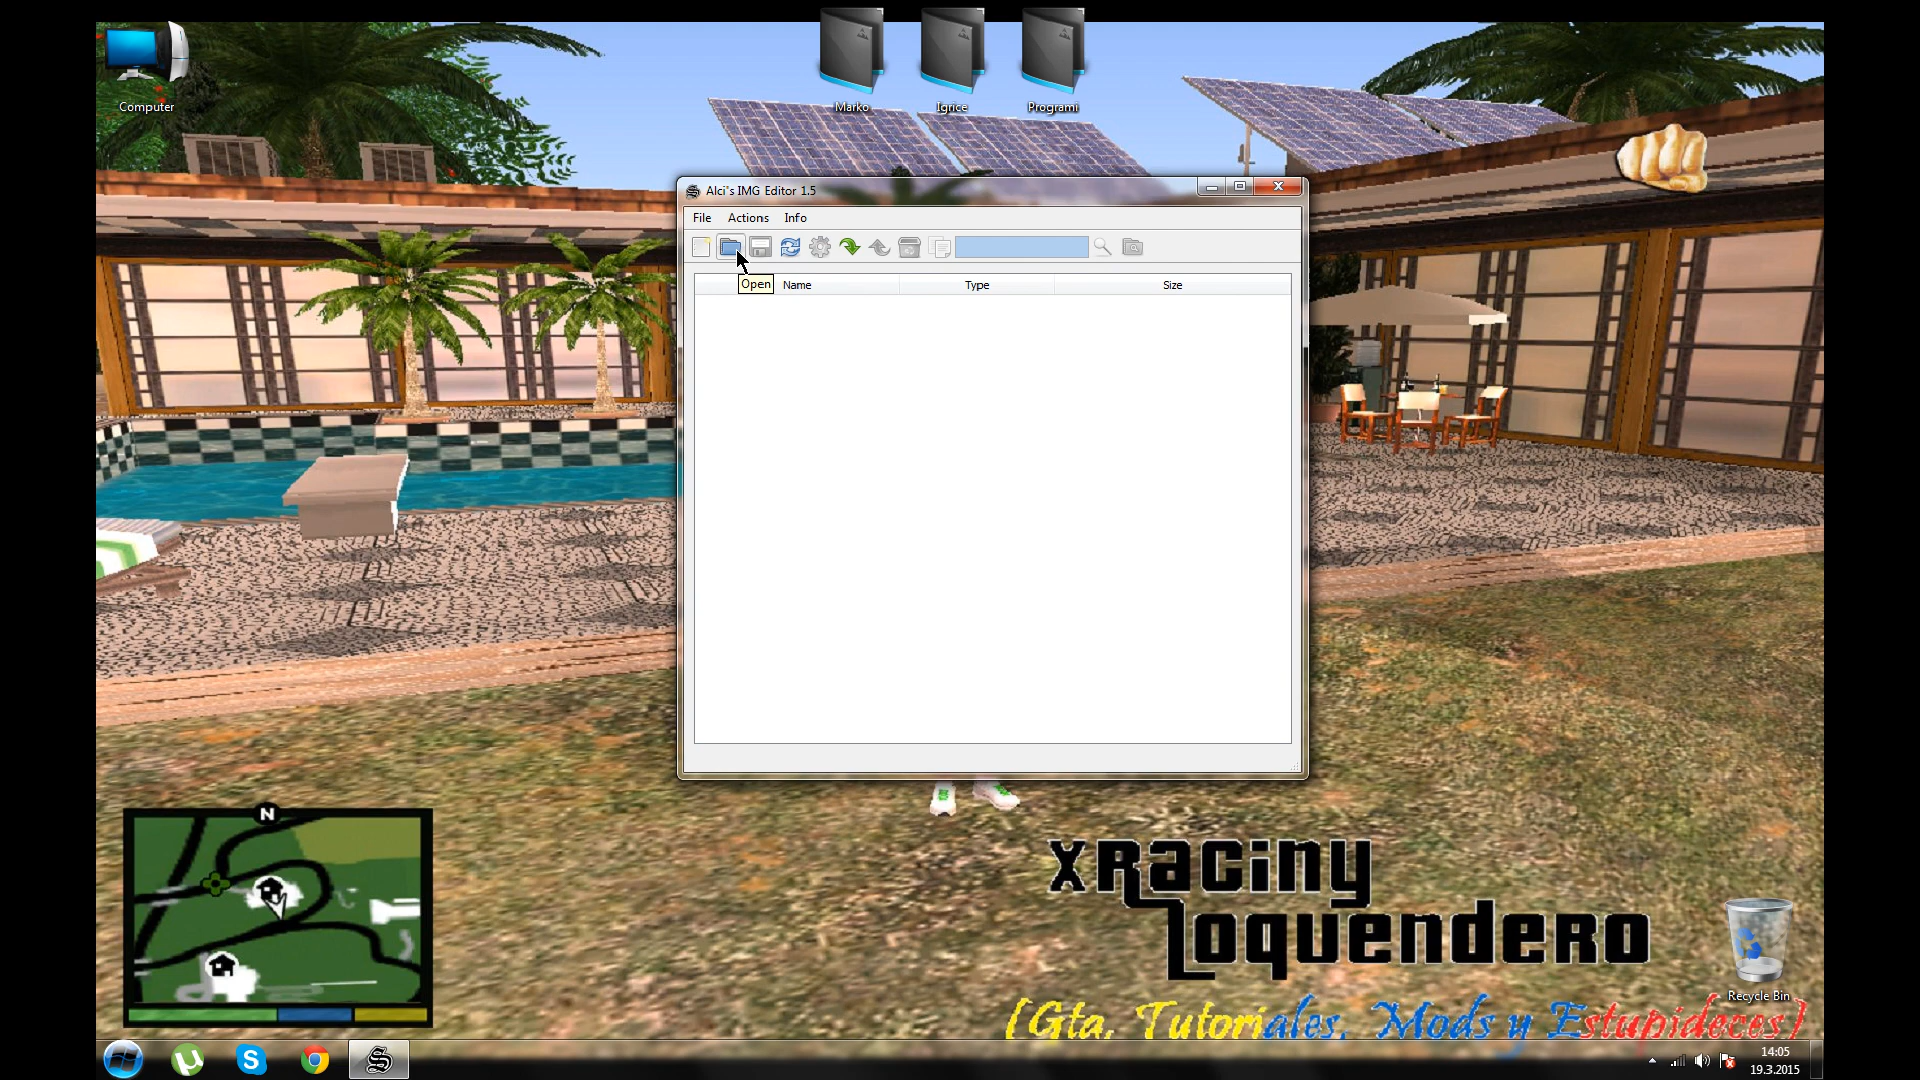 Computer
Marko
Igrice
Programi
Alci's IMG Editor 1.5
File Actions Info
Open
Name Type Size
N
xRaciny
Loquendero
[Gta, Tutoriales, Mods y Estupideces]
Recycle Bin
14:05
19.3.2015